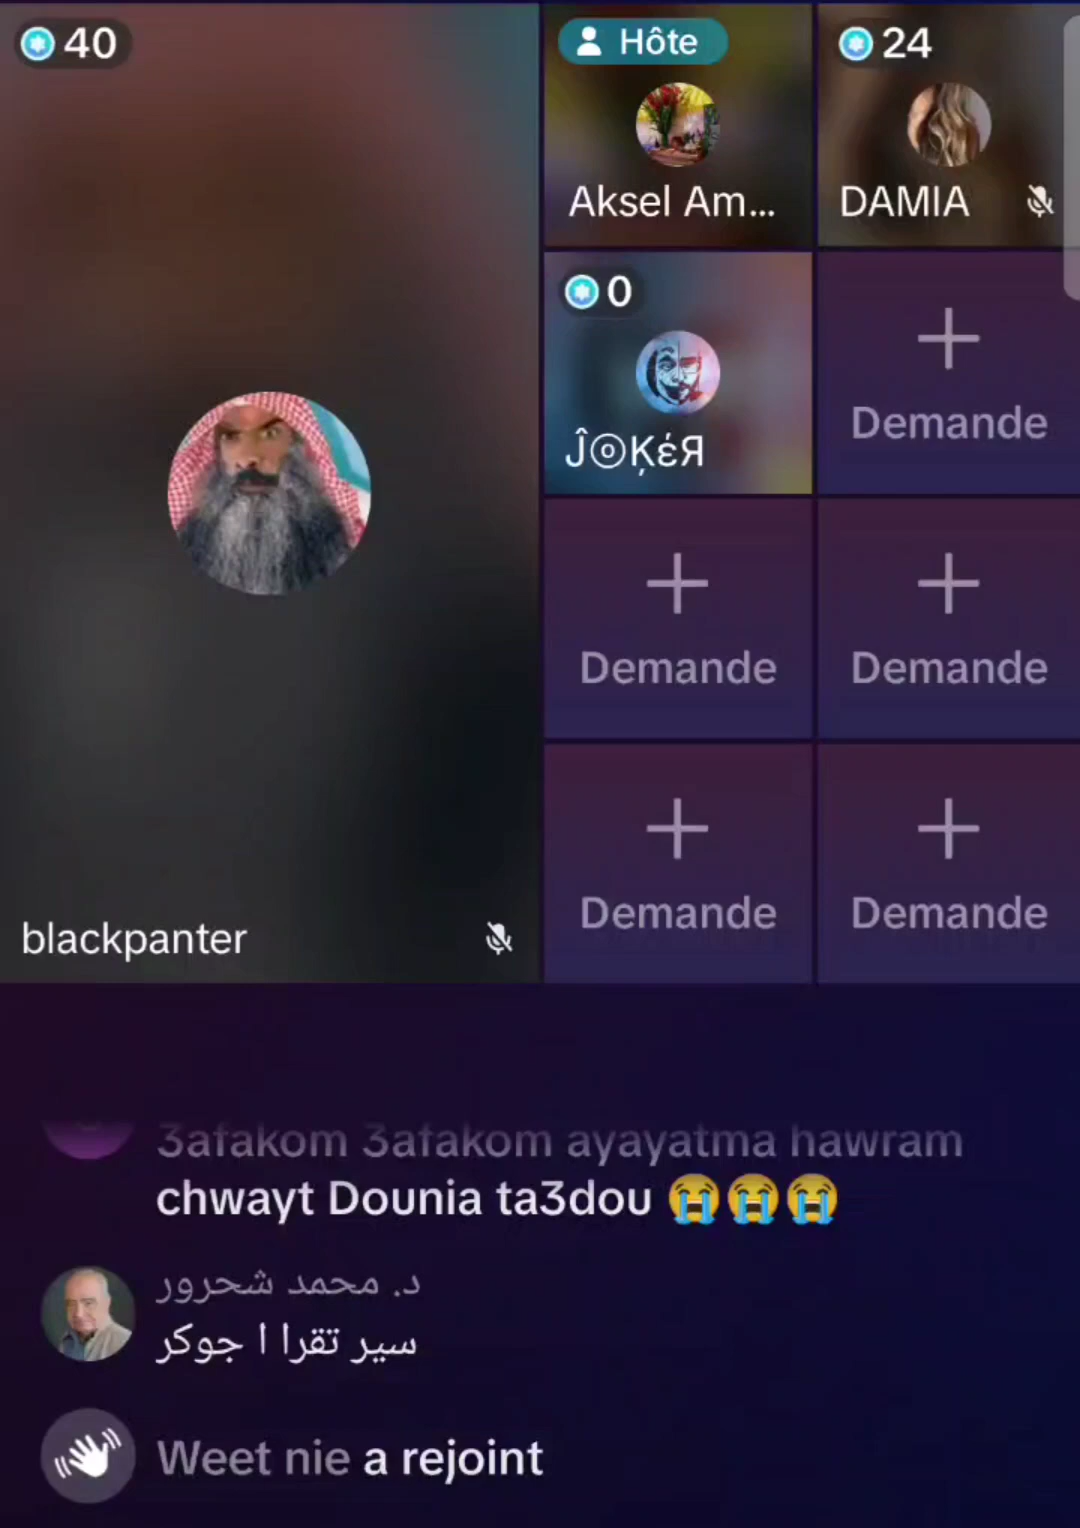 40
Hôte
24
Aksel Am...
DAMIA
0
ĴⓞĶέЯ
Demande
Demande
Demande
Demande
Demande
blackpanter
3afakom 3afakom ayayatma hawram
chwayt Dounia ta3dou 😭😭😭
د. محمد شحرور
سير تقرا ا جوكر
Weet nie a rejoint